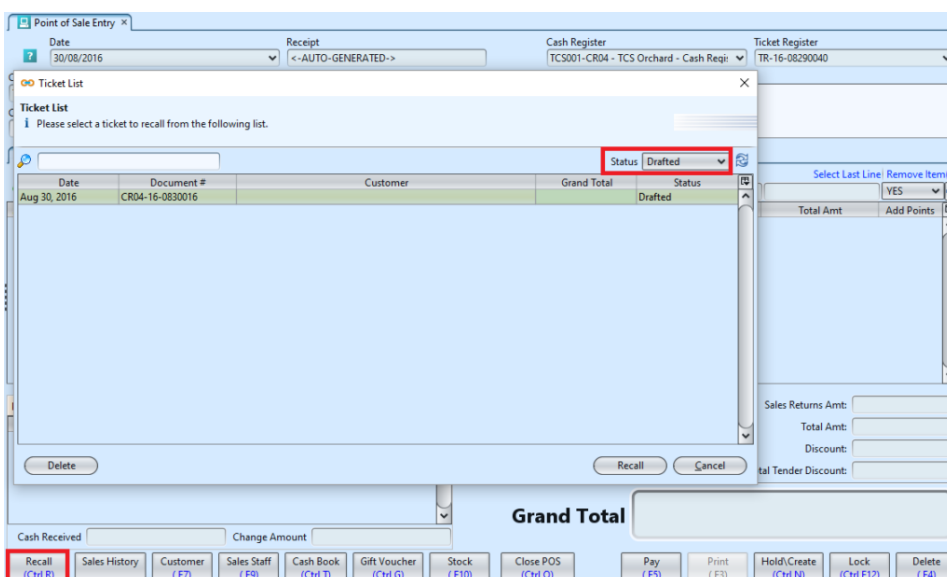 Point of Sale Entry ×
Date Receipt Cash Register Ticket Register
? 30/08/2016 <-AUTO-GENERATED-> TCS001-CR04 - TCS Orchard - Cash Regi: TR-16-08290040
Ticket List
Ticket List
i Please select a ticket to recall from the following list.
Status Drafted
Select Last Line Remove Item
YES
Date Document # Customer Grand Total Status
Total Amt Add Points
Aug 30, 2016 CR04-16-0830016 Drafted
Sales Returns Amt:
Total Amt:
Discount:
tal Tender Discount:
Delete Recall Cancel
Grand Total
Cash Received Change Amount
Recall Sales History Customer Sales Staff Cash Book Gift Voucher Stock Close POS Pay Print Hold\Create Lock Delete
(Ctrl R) (F7) (F9) (Ctrl T) (Ctrl G) (F10) (Ctrl Q) (F5) (F3) (Ctrl N) (Ctrl F12) (F4)